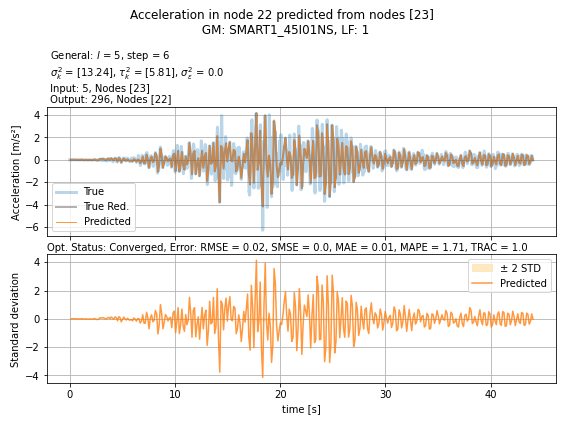 Acceleration in node 22 predicted from nodes [23]
GM: SMART1_45I01NS, LF: 1
General: l = 5, step = 6
σ²ₖ = [13.24], τ²ₖ = [5.81], σ²ε = 0.0
Input: 5, Nodes [23]
Output: 296, Nodes [22]
Acceleration [m/s²]
4
2
0
−2
−4
−6
True
True Red.
Predicted
Opt. Status: Converged, Error: RMSE = 0.02, SMSE = 0.0, MAE = 0.01, MAPE = 1.71, TRAC = 1.0
Standard deviation
4
2
0
−2
−4
± 2 STD
Predicted
0 10 20 30 40
time [s]